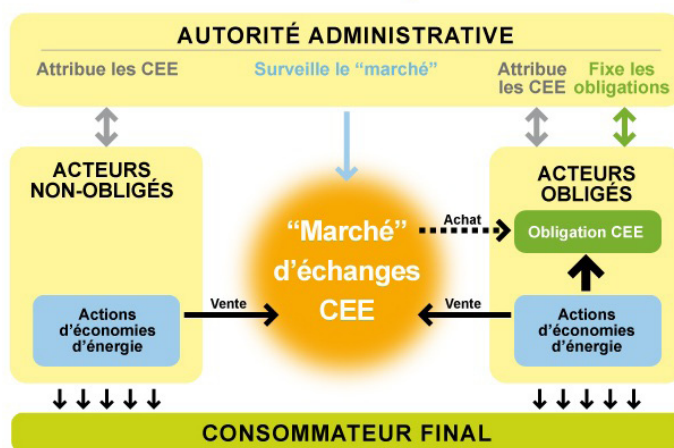 AUTORITÉ ADMINISTRATIVE
Attribue les CEE
Surveille le “marché”
Attribue
les CEE
Fixe les
obligations
ACTEURS
NON-OBLIGÉS
ACTEURS
OBLIGÉS
“Marché”
d’échanges
CEE
Achat
Obligation CEE
Actions
d’économies
d’énergie
Vente
Vente
Actions
d’économies
d’énergie
CONSOMMATEUR FINAL